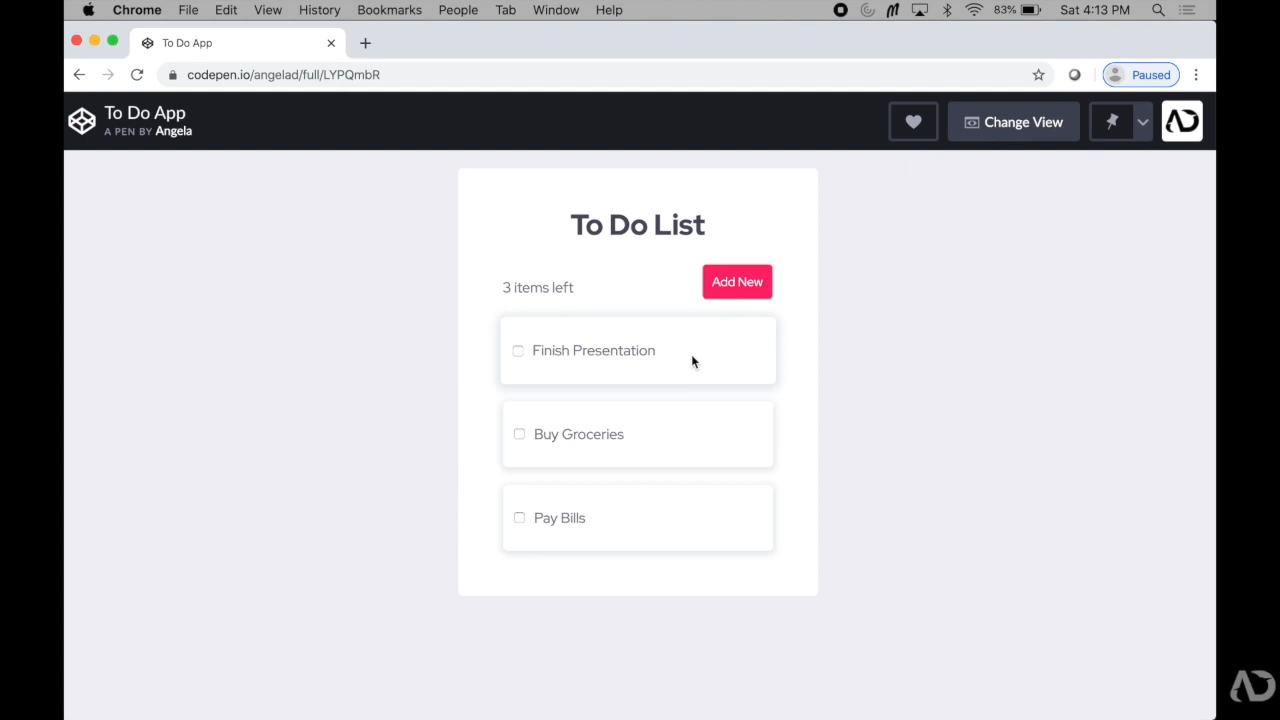 Chrome File Edit View History Bookmarks People Tab Window Help 83% Sat 4:13 PM
To Do App
codepen.io/angelad/full/LYPQmbR Paused
To Do App
A PEN BY Angela
Change View
To Do List
3 items left
Add New
Finish Presentation
Buy Groceries
Pay Bills